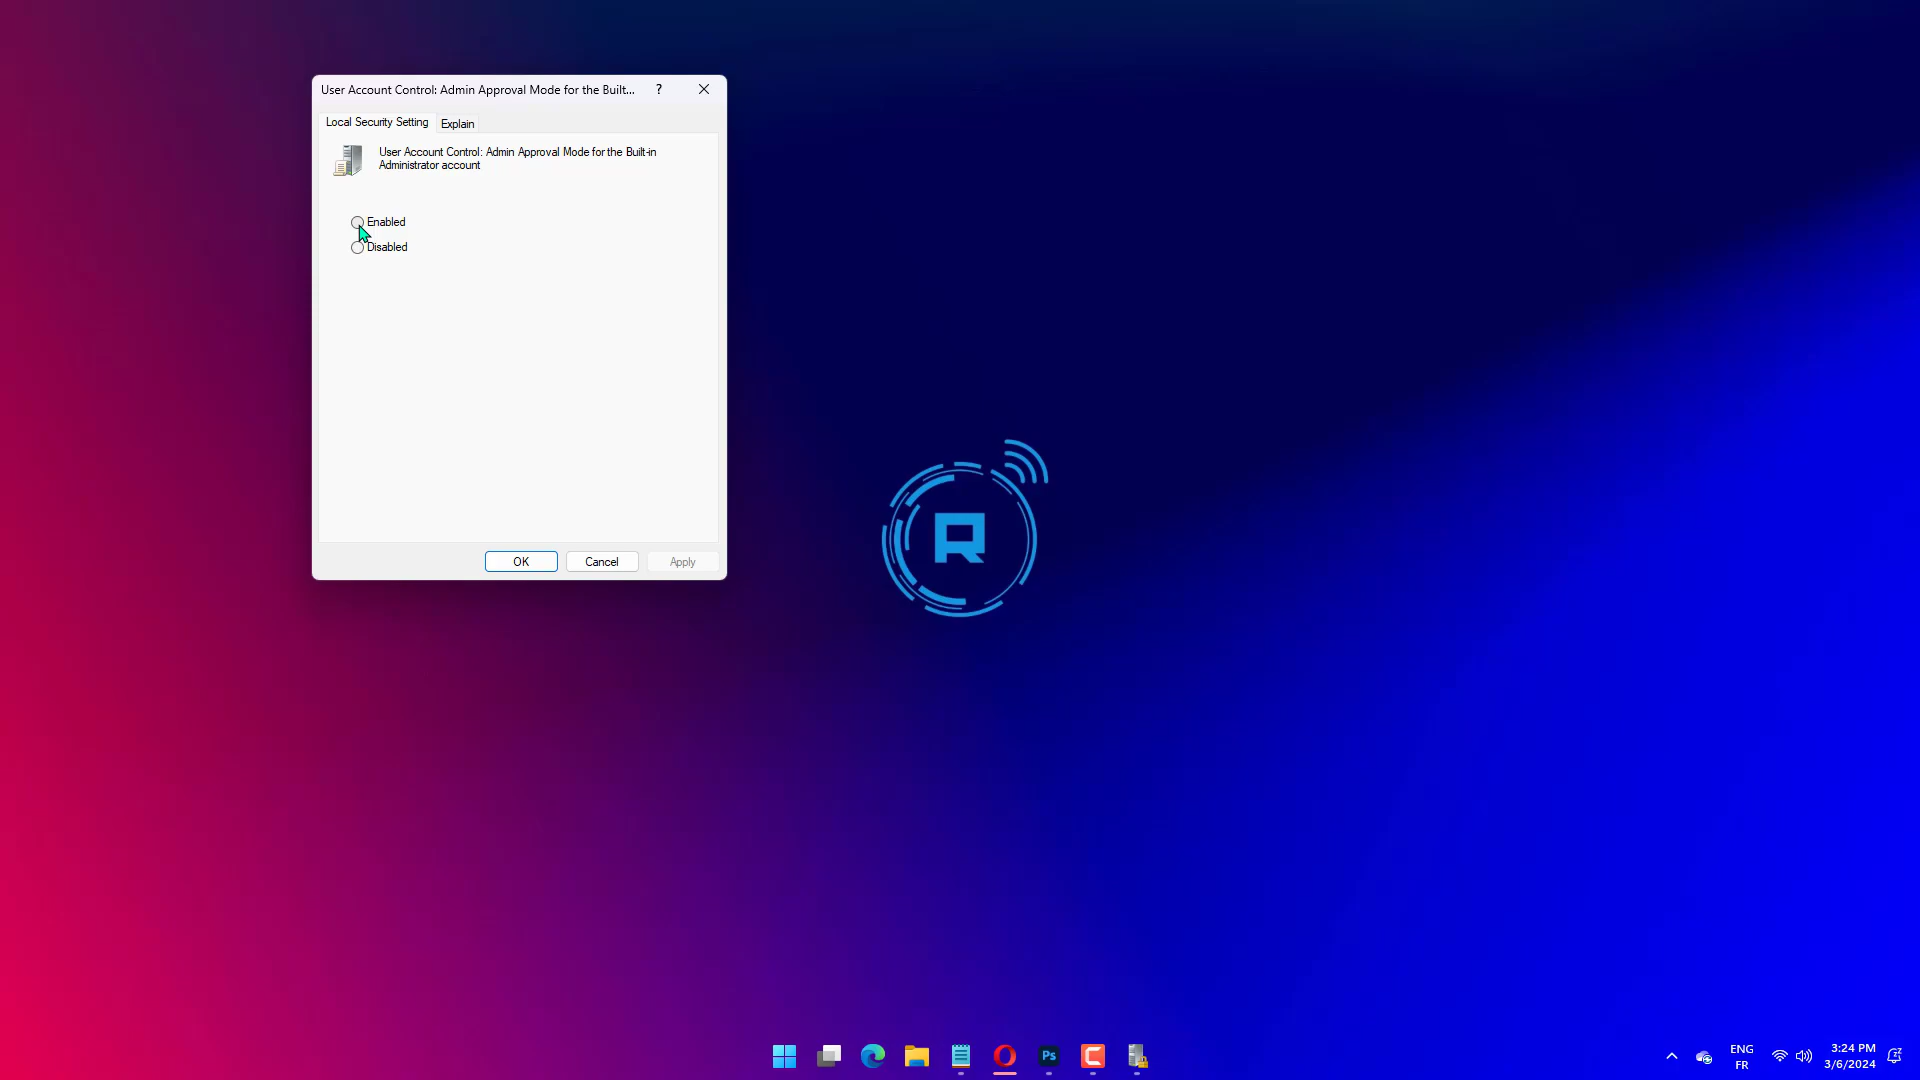 User Account Control: Admin Approval Mode for the Built... ?
Local Security Setting Explain
User Account Control: Admin Approval Mode for the Built-in
Administrator account
Enabled
Disabled
OK Cancel Apply
R
Ps
ENG
FR
3:24 PM
3/6/2024